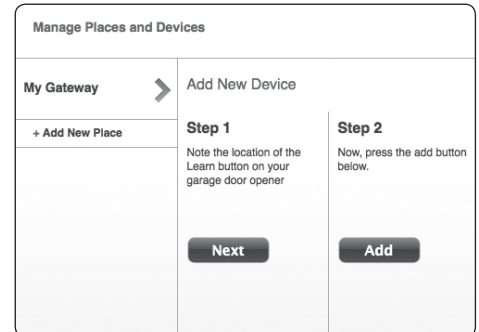 Manage Places and Devices
My Gateway
+ Add New Place
Add New Device
Step 1
Note the location of the
Learn button on your
garage door opener
Next
Step 2
Now, press the add button
below.
Add